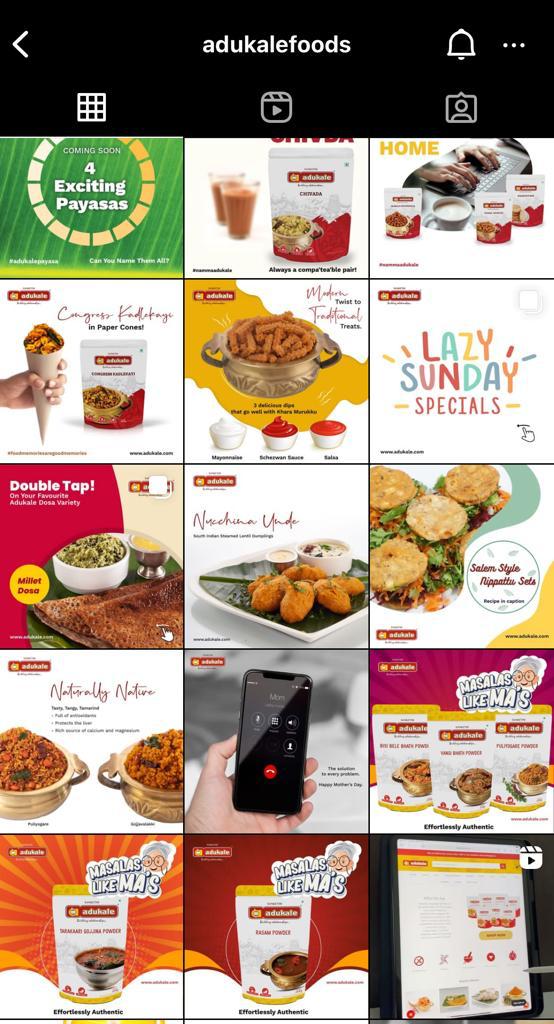 adukalefoods
COMING SOON
4
Exciting
Payasas
#adukalepayasa
Can You Name Them All?
CHIVDA
adukale
CHIVADA
#nammaadukale
Always a compa'tea'ble pair!
HOME
#nammaadukale
adukale
Congress Kadlekayi
in Paper Cones!
adukale
CONGRESS KADLEKAYI
#foodmemoriesaregoodmemories
www.adukale.com
adukale
Modern
Twist to
Traditional
Treats.
3 delicious dips
that go well with Khara Murukku
Mayonnaise
Schezwan Sauce
Salsa
adukale
LAZY
SUNDAY
SPECIALS
www.adukale.com
Double Tap!
On Your Favourite
Adukale Dosa Variety
Millet
Dosa
www.adukale.com
adukale
Nucchina Unde
South Indian Steamed Lentil Dumplings
www.adukale.com
Salem Style
Nippattu Sets
Recipe in caption
adukale
www.adukale.com
adukale
Naturally Native
Tasty, Tangy, Tamarind
- Full of antioxidants
- Protects the liver
- Rich source of calcium and magnesium
Puliyogare
Gojjavalakki
adukale
Mom
The solution
to every problem.
Happy Mother's Day.
adukale
MASALAS
LIKE MA'S
adukale
BISI BELE BHATH POWDER
adukale
VANGI BHATH POWDER
adukale
PULIYOGARE POWDER
www.adukale.com
Effortlessly Authentic
adukale
MASALAS
LIKE MA'S
adukale
TARAKAARI GOJJINA POWDER
www.adukale.com
Effortlessly Authentic
adukale
MASALAS
LIKE MA'S
adukale
RASAM POWDER
www.adukale.com
Effortlessly Authentic